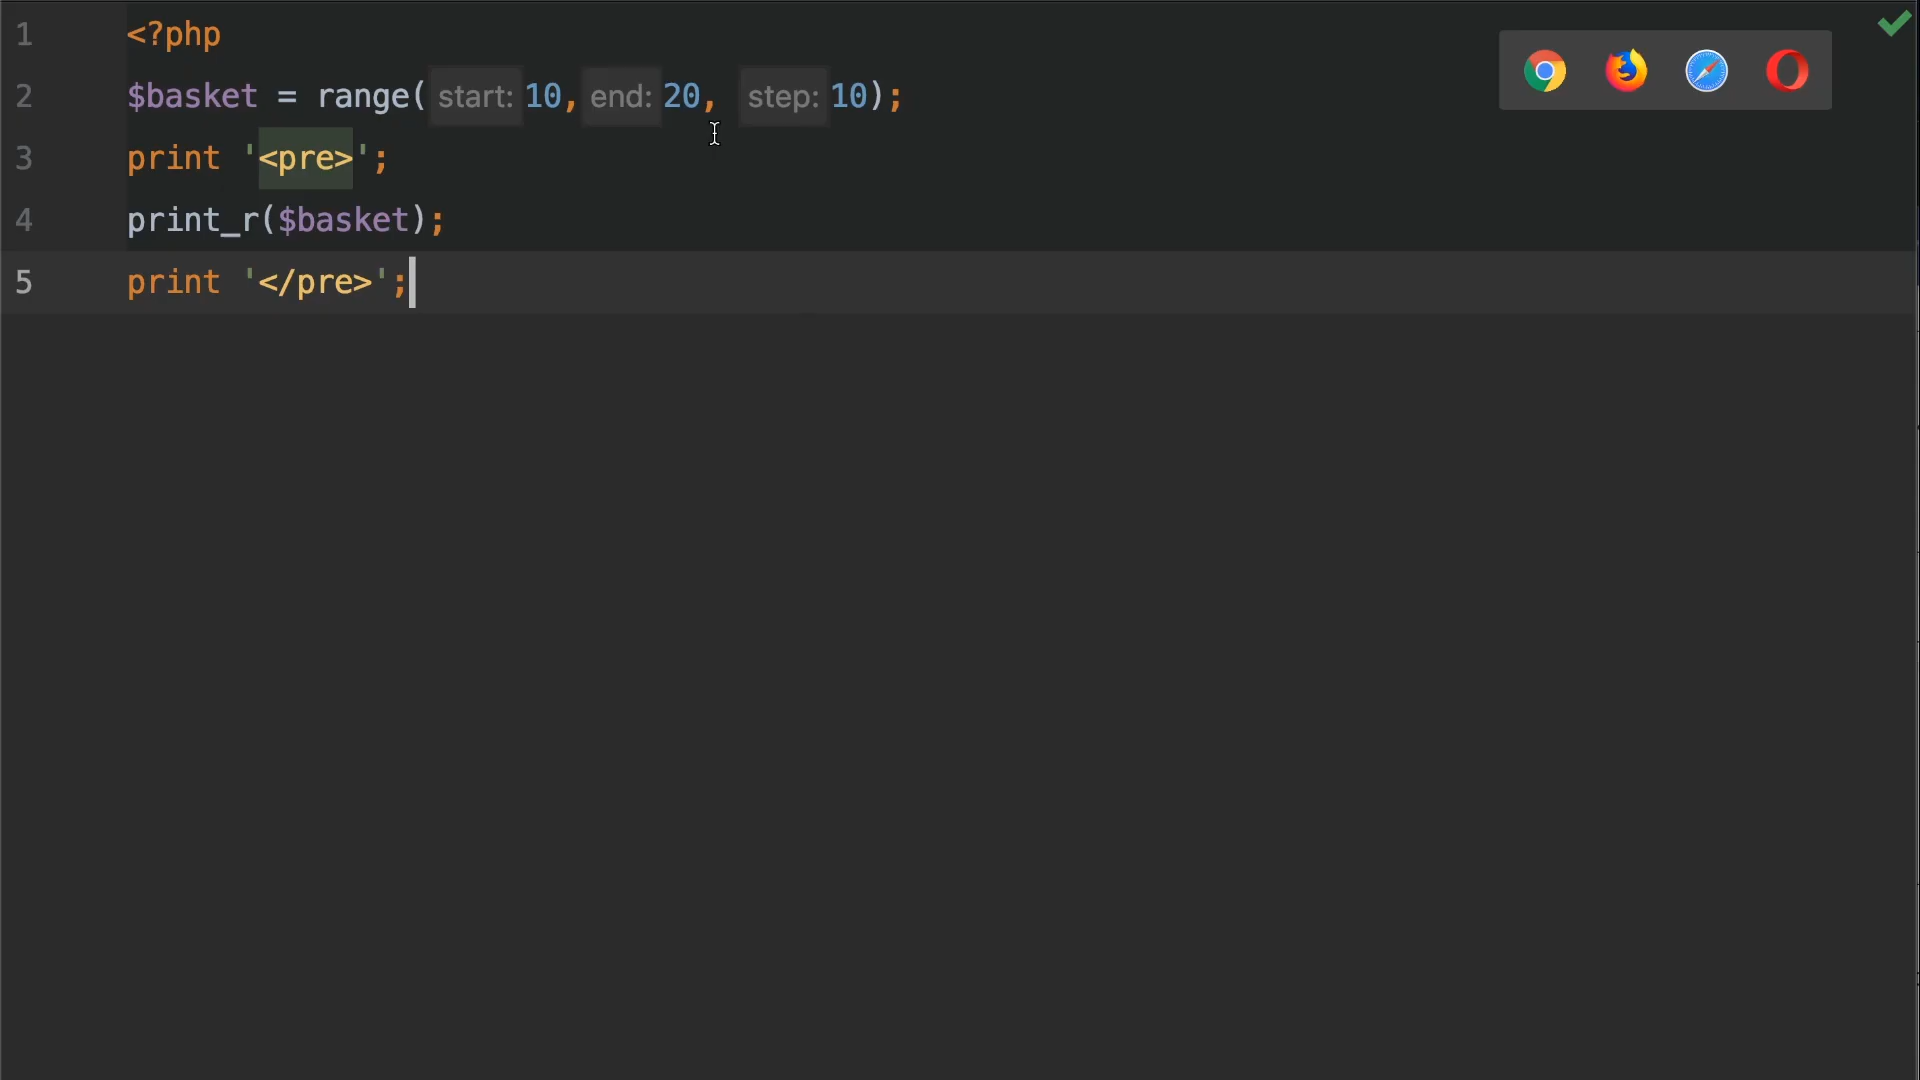 1 <?php
2 $basket = range( start: 10, end: 20, step: 10);
3 print '<pre>';
4 print_r($basket);
5 print '</pre>';